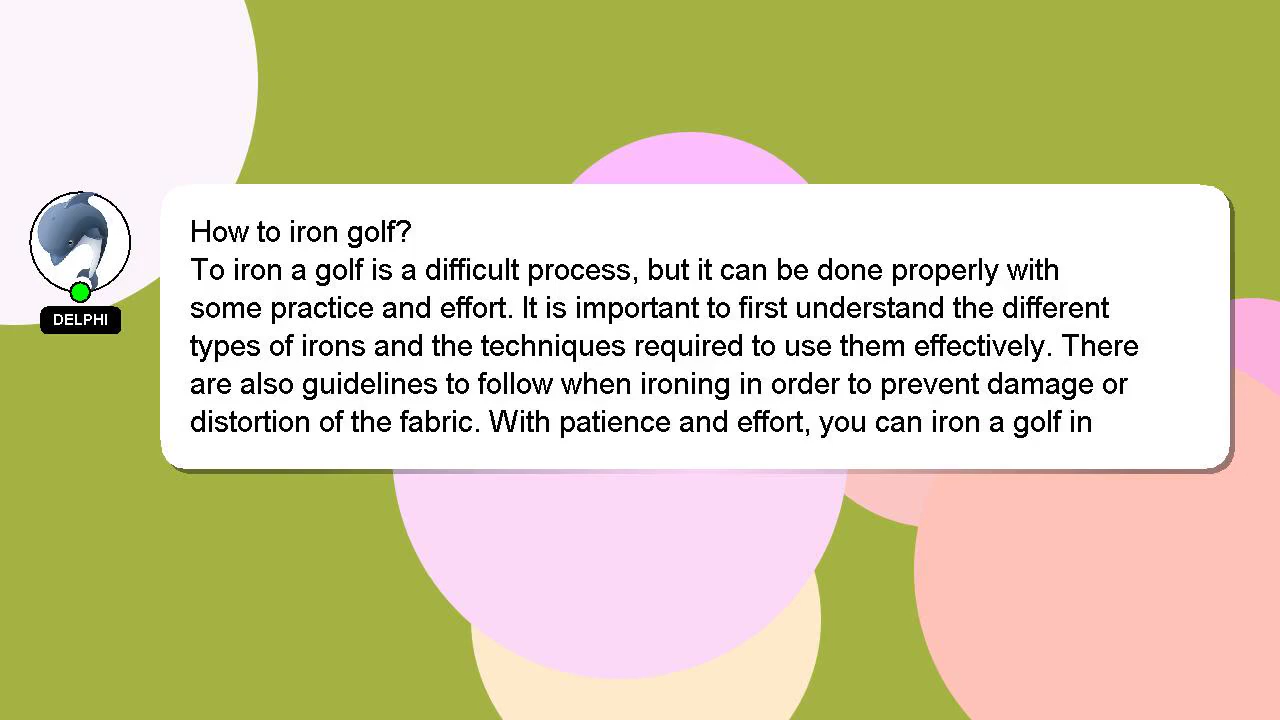 How to iron golf?
To iron a golf is a difficult process, but it can be done properly with
some practice and effort. It is important to first understand the different
types of irons and the techniques required to use them effectively. There
are also guidelines to follow when ironing in order to prevent damage or
distortion of the fabric. With patience and effort, you can iron a golf in
DELPHI